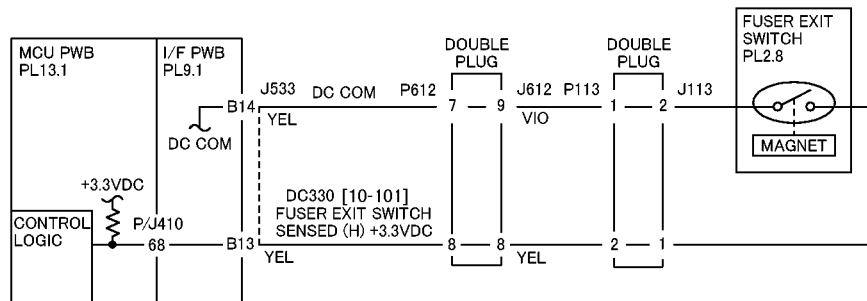 MCU PWB
PL13.1
I/F PWB
PL9.1
DOUBLE
PLUG
DOUBLE
PLUG
FUSER EXIT
SWITCH
PL2.8
J533
DC COM
P612
J612
P113
J113
B14
7
9
1
2
YEL
VIO
DC COM
MAGNET
+3.3VDC
DC330 [10-101]
FUSER EXIT SWITCH
SENSED (H) +3.3VDC
CONTROL
LOGIC
P/J410
68
B13
8
8
2
1
YEL
YEL